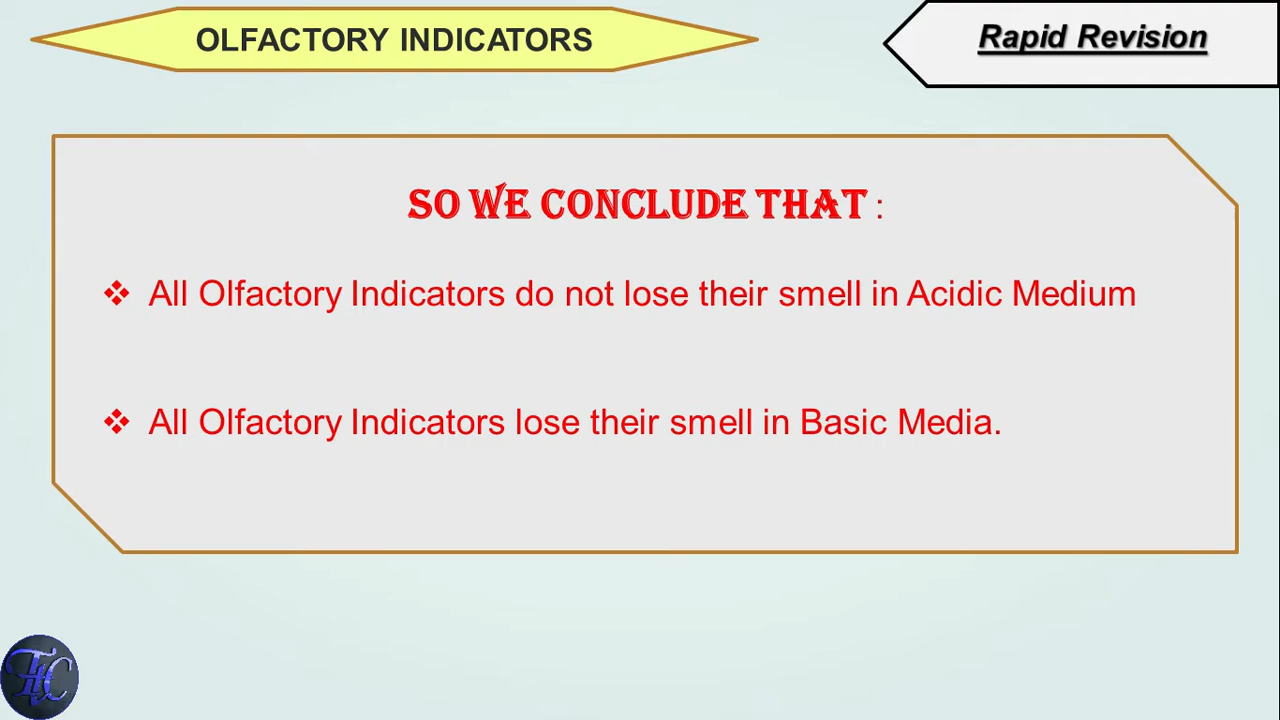 OLFACTORY INDICATORS
Rapid Revision
SO WE CONCLUDE THAT :
❖ All Olfactory Indicators do not lose their smell in Acidic Medium
❖ All Olfactory Indicators lose their smell in Basic Media.